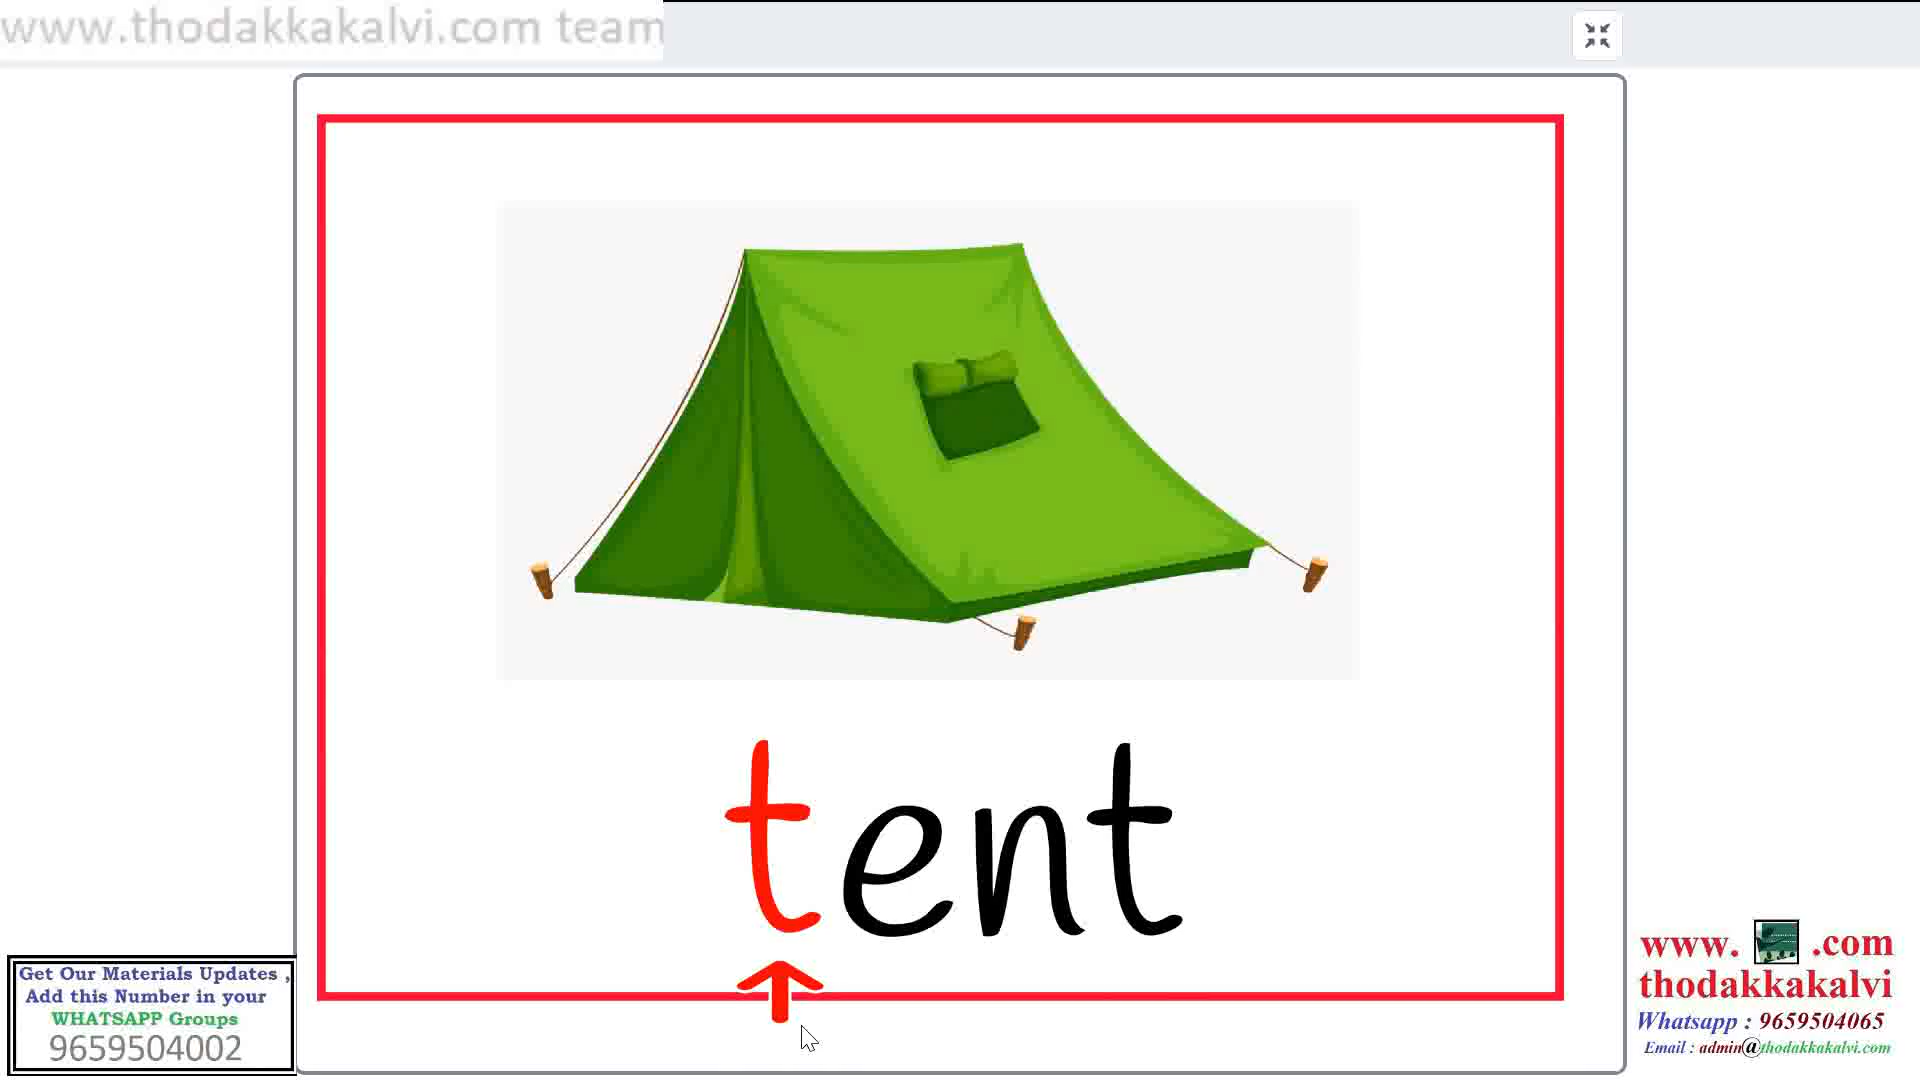 www.thodakkakalvi.com team
tent
Get Our Materials Updates ,
Add this Number in your
WHATSAPP Groups
9659504002
www. .com
thodakkakalvi
Whatsapp : 9659504065
Email : admin@thodakkakalvi.com